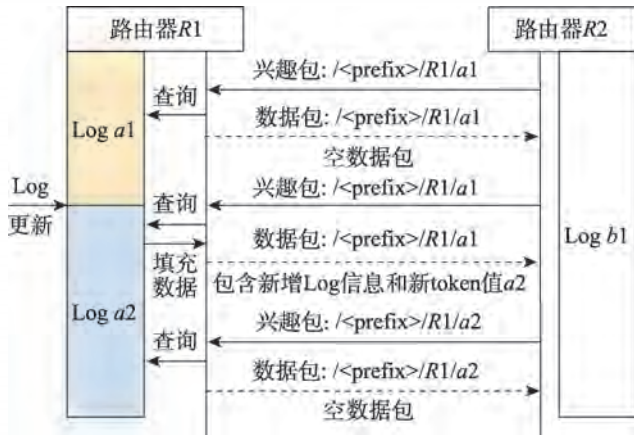 路由器R1
路由器R2
兴趣包: /<prefix>/R1/a1
查询
数据包: /<prefix>/R1/a1
Log a1
空数据包
Log
更新
兴趣包: /<prefix>/R1/a1
查询
数据包: /<prefix>/R1/a1
Log b1
填充
数据
包含新增Log信息和新token值a2
Log a2
兴趣包: /<prefix>/R1/a2
查询
数据包: /<prefix>/R1/a2
空数据包